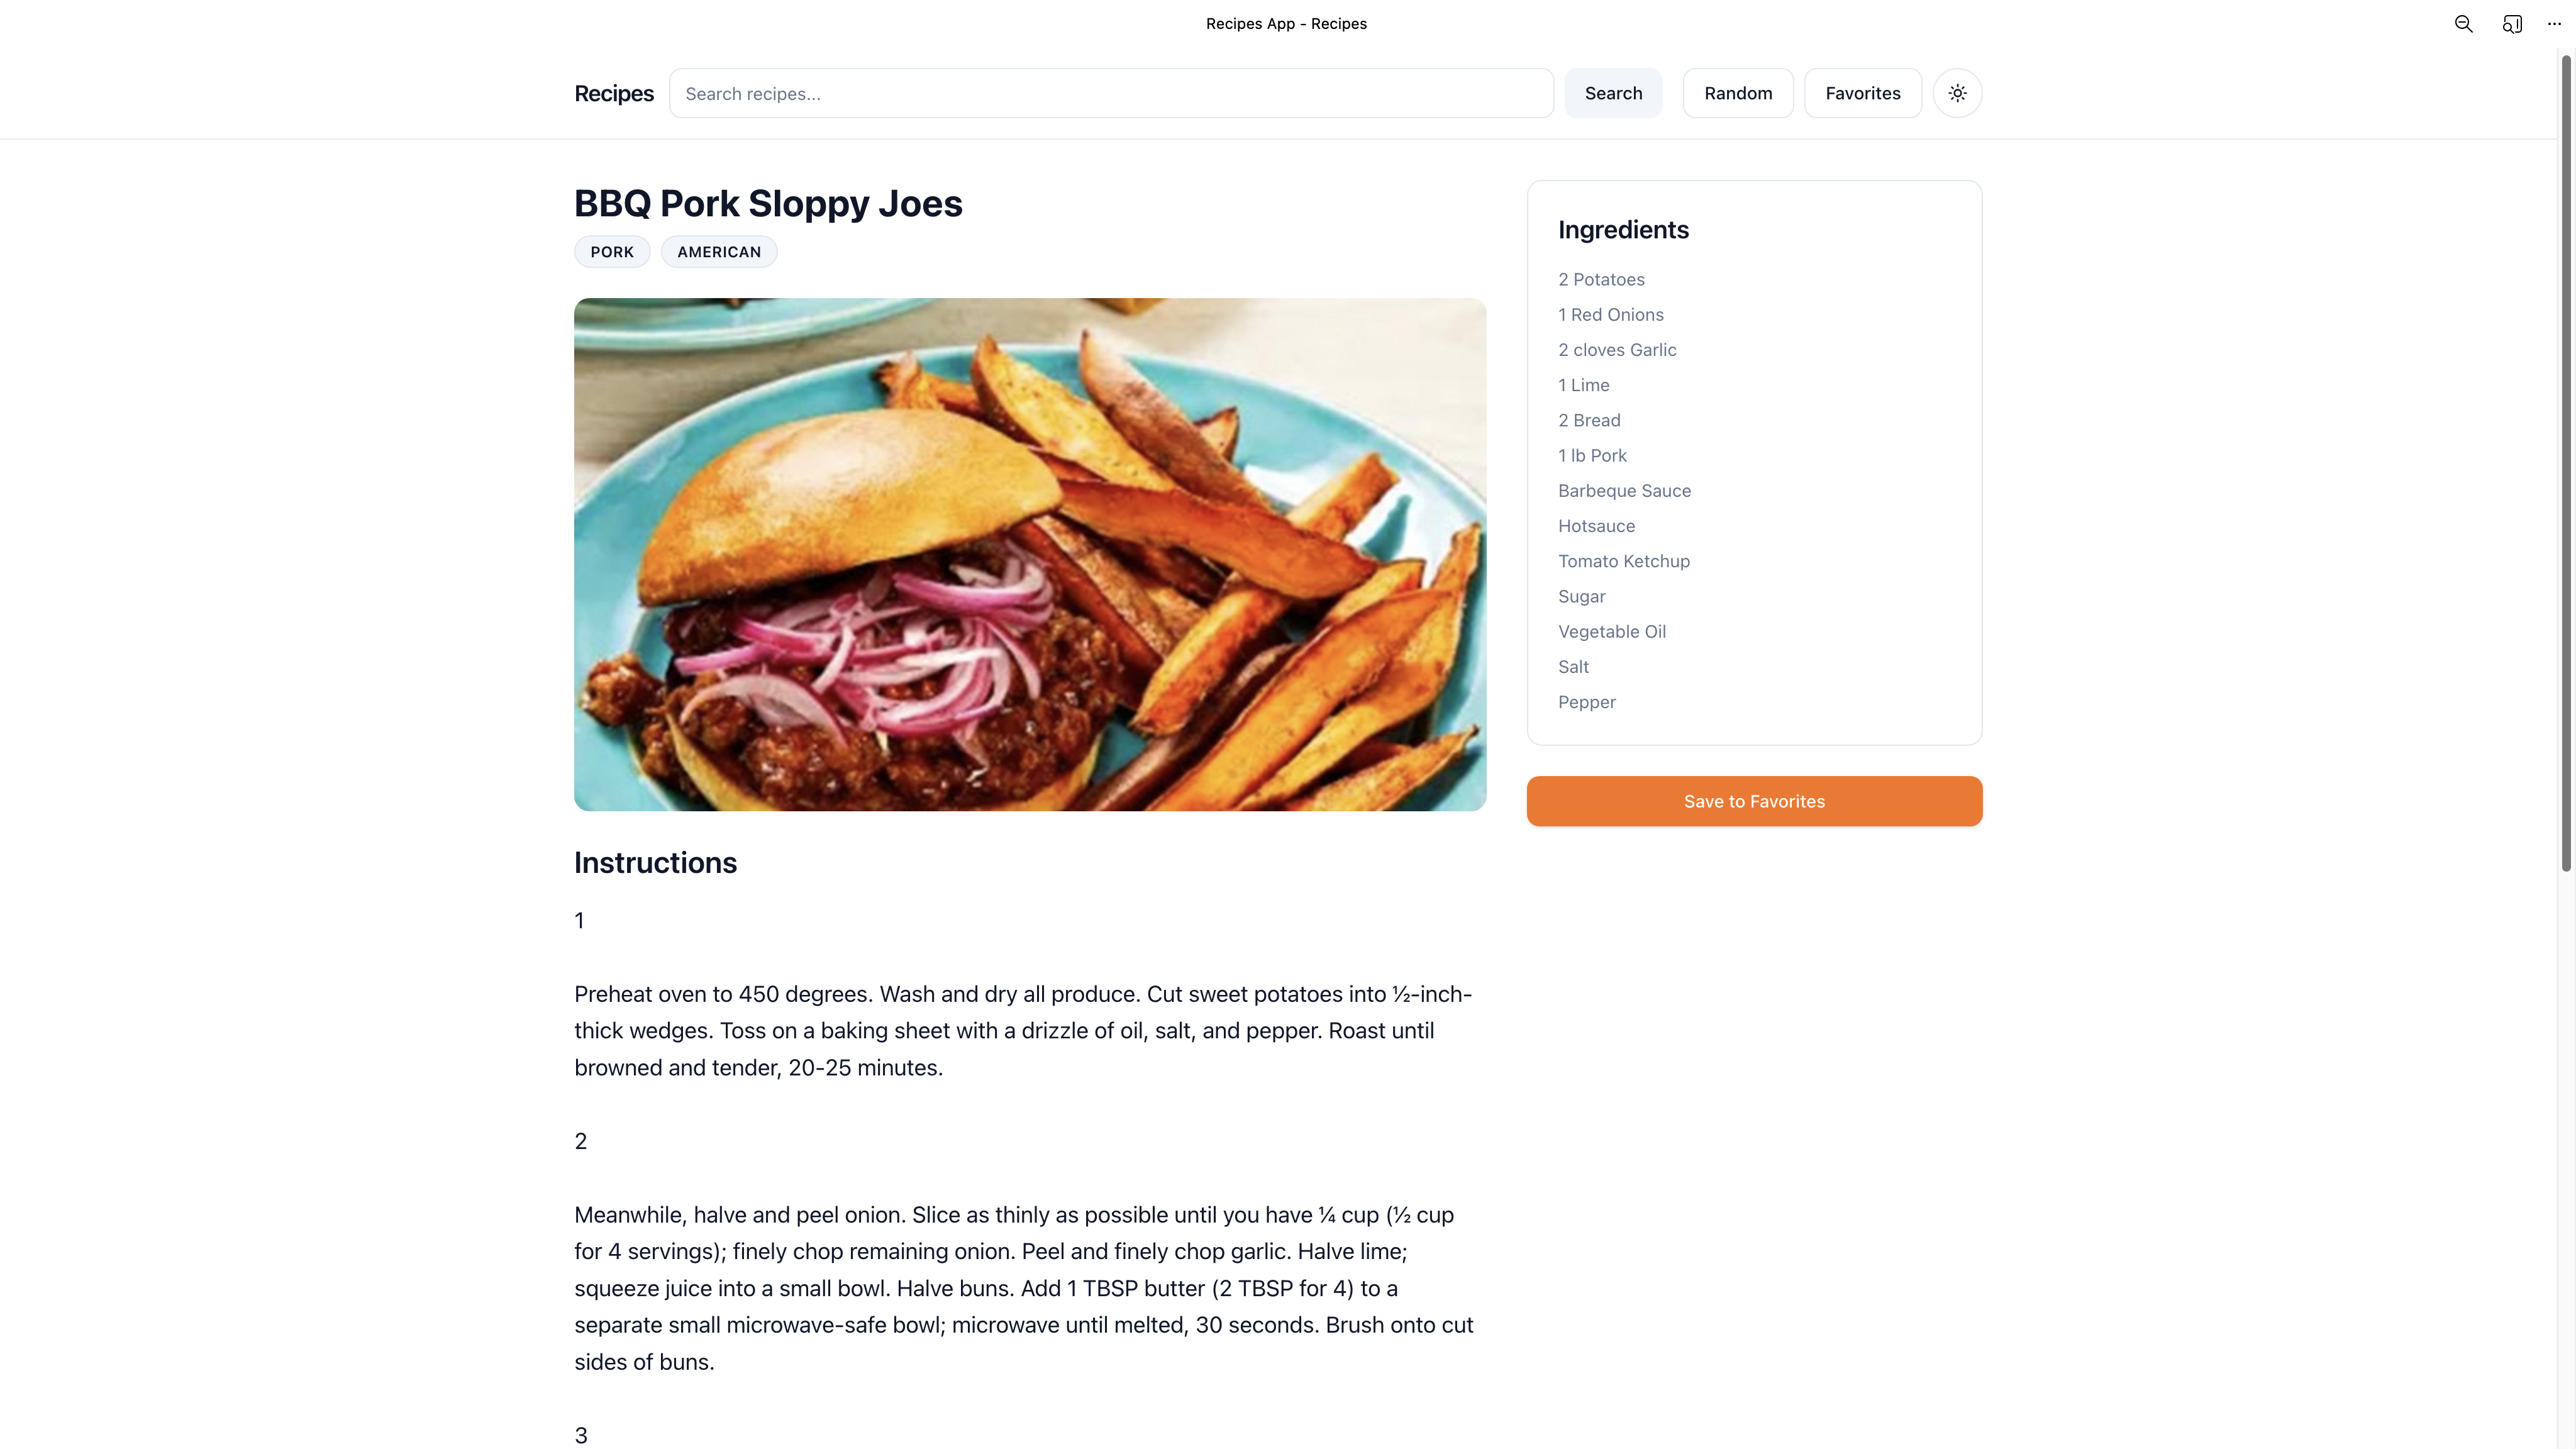 Recipes App - Recipes
Recipes
Search recipes...
Search
Random
Favorites
BBQ Pork Sloppy Joes
PORK
AMERICAN
Ingredients
2 Potatoes
1 Red Onions
2 cloves Garlic
1 Lime
2 Bread
1 lb Pork
Barbeque Sauce
Hotsauce
Tomato Ketchup
Sugar
Vegetable Oil
Salt
Pepper
Save to Favorites
Instructions
1
Preheat oven to 450 degrees. Wash and dry all produce. Cut sweet potatoes into ½-inch-
thick wedges. Toss on a baking sheet with a drizzle of oil, salt, and pepper. Roast until
browned and tender, 20-25 minutes.
2
Meanwhile, halve and peel onion. Slice as thinly as possible until you have ¼ cup (½ cup
for 4 servings); finely chop remaining onion. Peel and finely chop garlic. Halve lime;
squeeze juice into a small bowl. Halve buns. Add 1 TBSP butter (2 TBSP for 4) to a
separate small microwave-safe bowl; microwave until melted, 30 seconds. Brush onto cut
sides of buns.
3